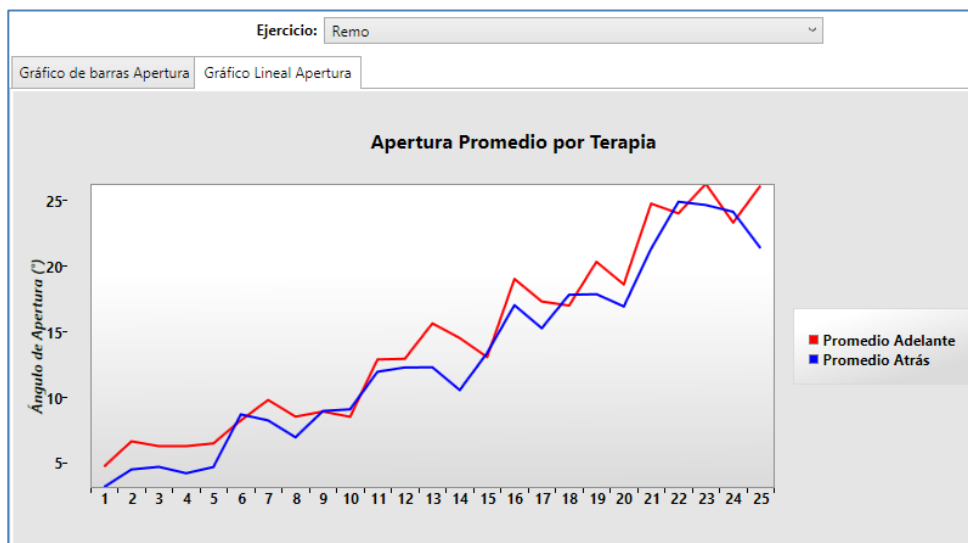 Ejercicio: Remo
Gráfico de barras Apertura Gráfico Lineal Apertura
Apertura Promedio por Terapia
Ángulo de Apertura (°)
25
20
15
10
5
1 2 3 4 5 6 7 8 9 10 11 12 13 14 15 16 17 18 19 20 21 22 23 24 25
Promedio Adelante
Promedio Atrás